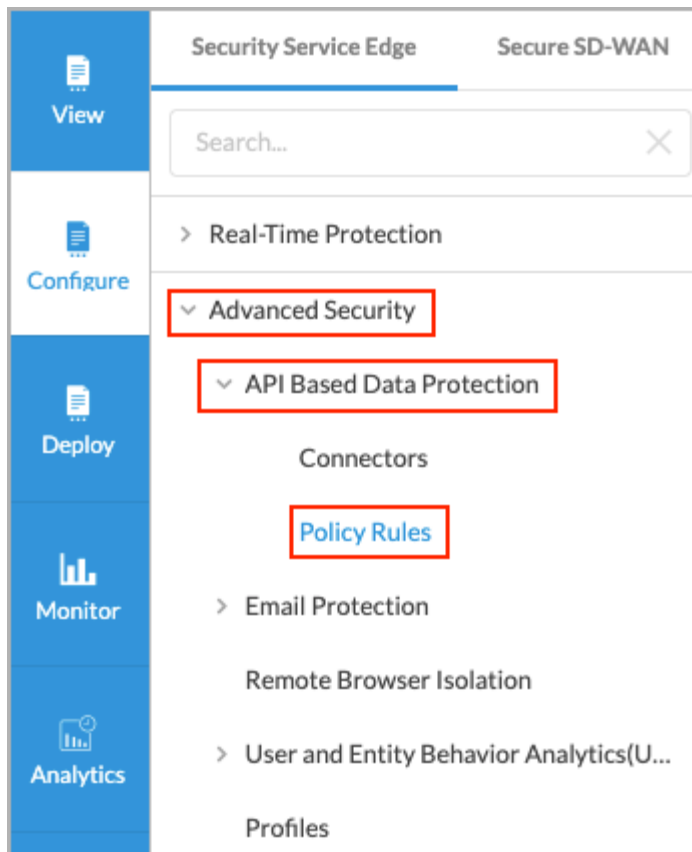 View
Configure
Deploy
Monitor
Analytics
Security Service Edge
Secure SD-WAN
Search...
Real-Time Protection
Advanced Security
API Based Data Protection
Connectors
Policy Rules
Email Protection
Remote Browser Isolation
User and Entity Behavior Analytics(U...
Profiles